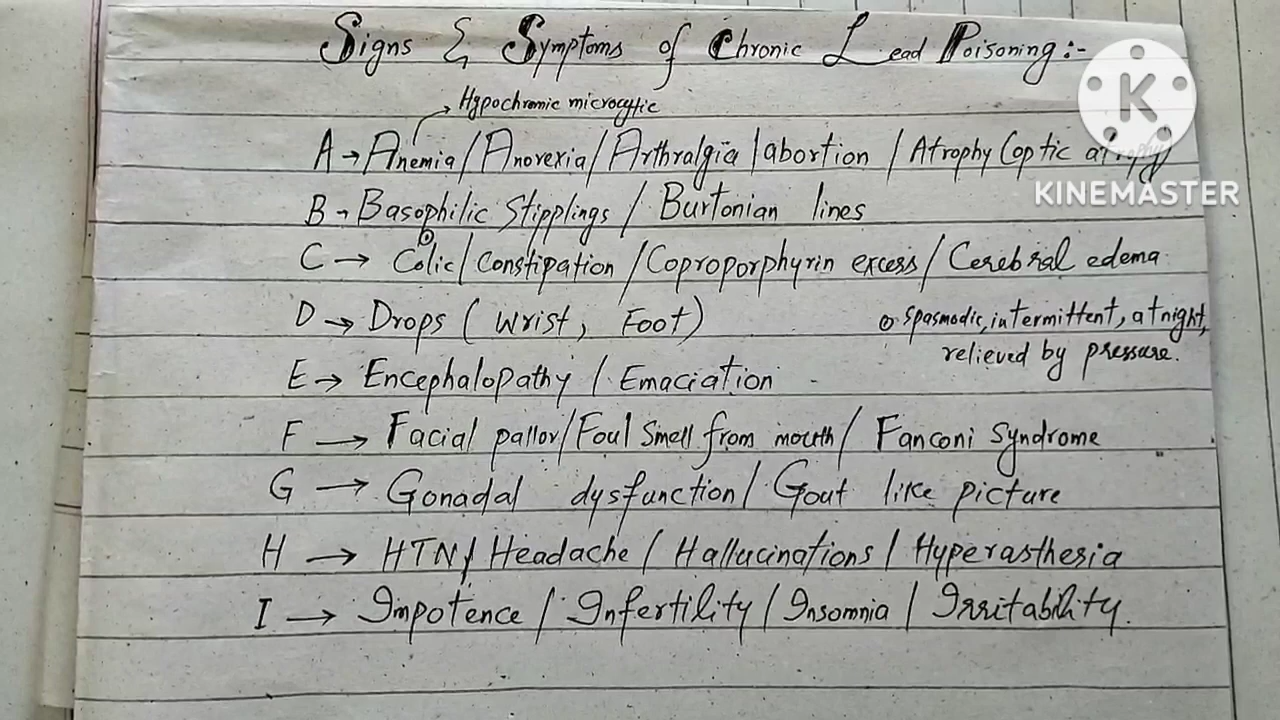 Signs & Symptoms of Chronic Lead Poisoning:-
Hypochromic microcytic
A → Anemia / Anorexia / Arthralgia / abortion / Atrophy (optic atrophy)
B → Basophilic Stipplings / Burtonian lines
C → Colic / Constipation / Coproporphyrin excess / Cerebral edema
D → Drops ( Wrist, Foot )
⊙ spasmodic, intermittent, at night,
relieved by pressure.
E → Encephalopathy / Emaciation
F → Facial pallor / Foul Smell from mouth / Fanconi Syndrome
G → Gonadal dysfunction / Gout like picture
H → HTN / Headache / Hallucinations / Hyperasthesia
I → Impotence / Infertility / Insomnia / Irritability.
K
KINEMASTER